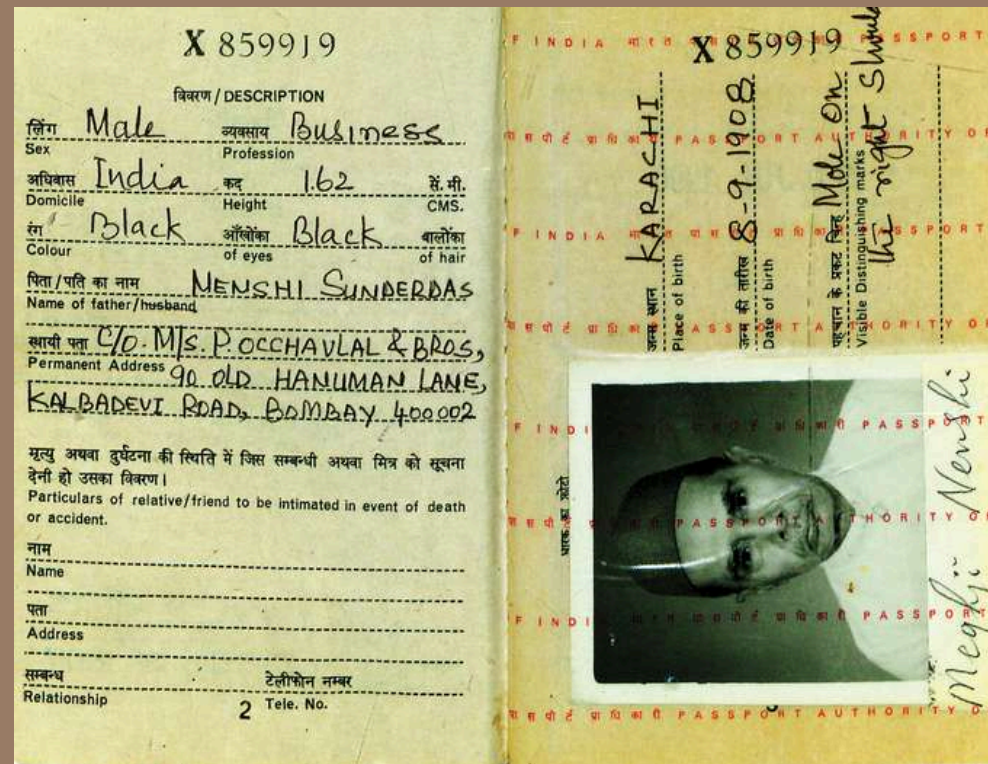 X 859919
विवरण / DESCRIPTION
लिंग Male व्यवसाय Business
Sex Profession
अधिवास India कद 1.62 सें. मी.
Domicile Height CMS.
रंग Black आँखोंका Black बालोंका
Colour of eyes of hair
पिता/पति का नाम NENSHI SUNDERDAS
Name of father/husband
स्थायी पता C/O. M/S. P. OCCHAVLAL & BROS,
Permanent Address 90 OLD HANUMAN LANE,
KALBADEVI ROAD, BOMBAY 400002
मृत्यु अथवा दुर्घटना की स्थिति में जिस सम्बन्धी अथवा मित्र को सूचना
देनी हो उसका विवरण।
Particulars of relative/friend to be intimated in event of death
or accident.
नाम
Name
पता
Address
सम्बन्ध टेलीफोन नम्बर
Relationship Tele. No.
2
X 859919
जन्म स्थान KARACHI
Place of birth
जन्म की तारीख 8-9-1908
Date of birth
पहचान के प्रकट चिन्ह Mole on
Visible Distinguishing marks the right
धारक का फोटो
Meghji Nenshi